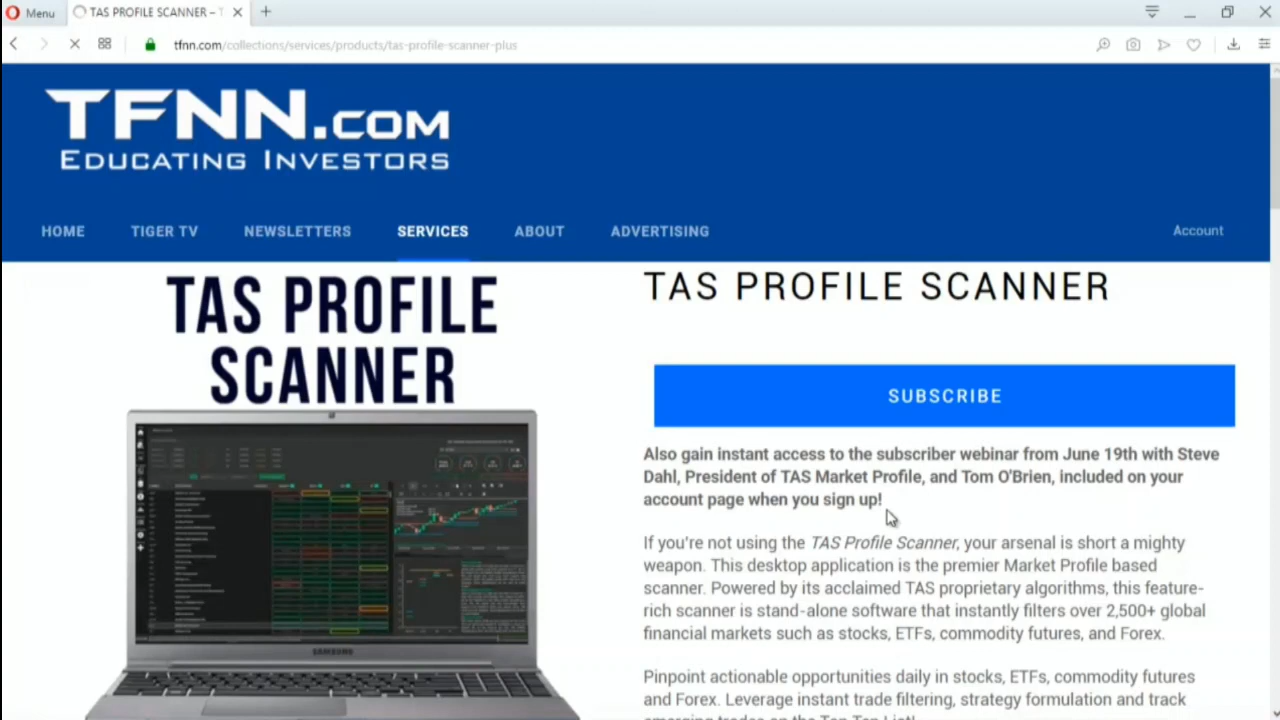 Menu
TAS PROFILE SCANNER – T
tfnn.com/collections/services/products/tas-profile-scanner-plus
TFNN.COM
EDUCATING INVESTORS
HOME TIGER TV NEWSLETTERS SERVICES ABOUT ADVERTISING Account
TAS PROFILE
SCANNER
SAMSUNG
TAS PROFILE SCANNER
SUBSCRIBE
Also gain instant access to the subscriber webinar from June 19th with Steve
Dahl, President of TAS Market Profile, and Tom O'Brien, included on your
account page when you sign up!
If you're not using the TAS Profile Scanner, your arsenal is short a mighty
weapon. This desktop application is the premier Market Profile based
scanner. Powered by its acclaimed TAS proprietary algorithms, this feature-
rich scanner is stand-alone software that instantly filters over 2,500+ global
financial markets such as stocks, ETFs, commodity futures, and Forex.
Pinpoint actionable opportunities daily in stocks, ETFs, commodity futures
and Forex. Leverage instant trade filtering, strategy formulation and track
emerging trades on the Top Ten List!